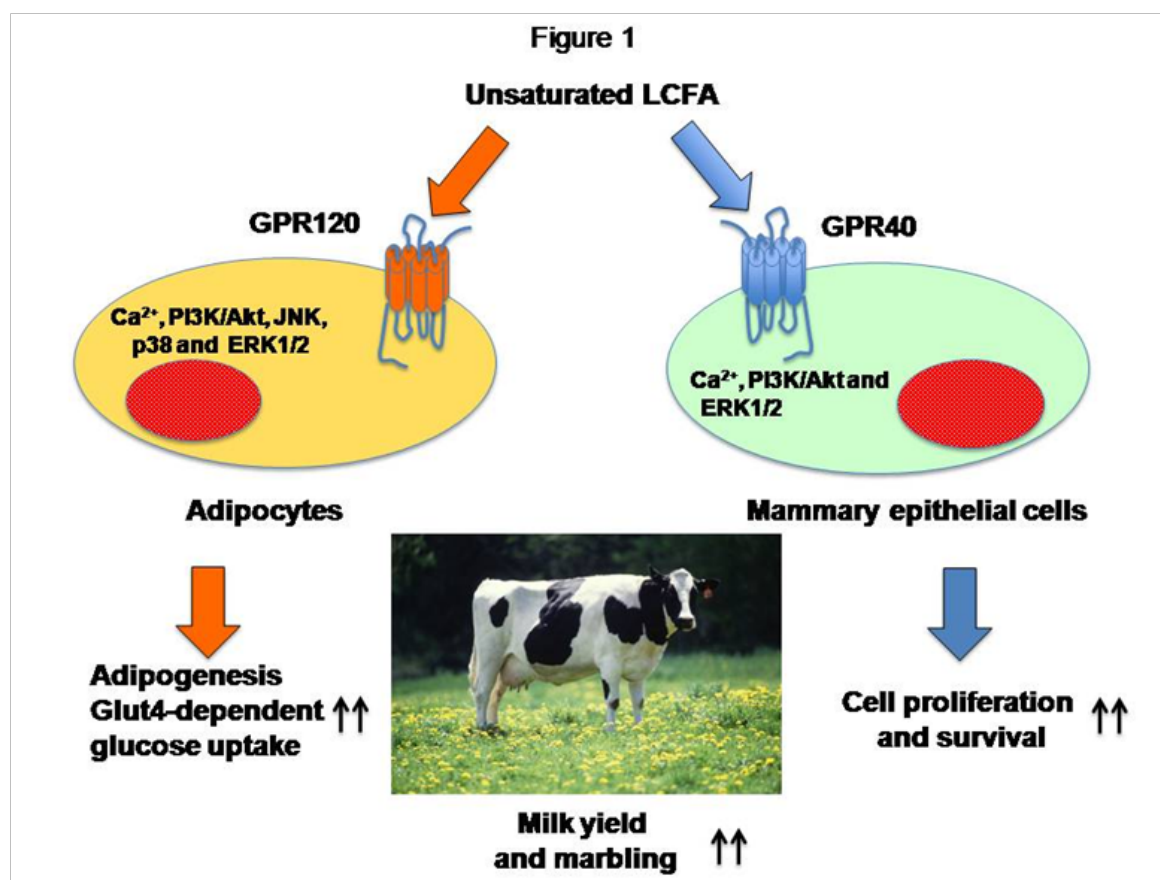 Figure 1
Unsaturated LCFA
GPR120
GPR40
Ca²⁺, PI3K/Akt, JNK,
p38 and ERK1/2
Ca²⁺, PI3K/Akt and
ERK1/2
Adipocytes
Mammary epithelial cells
Adipogenesis
Glut4-dependent ↑↑
glucose uptake
Cell proliferation ↑↑
and survival
Milk yield
and marbling ↑↑